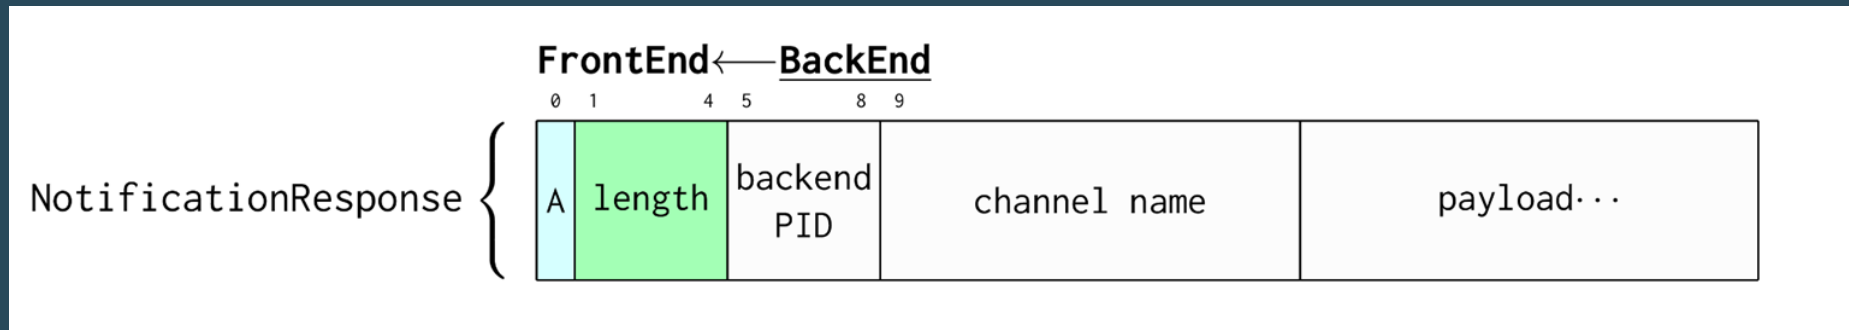 FrontEnd←BackEnd
0 1 4 5 8 9
NotificationResponse
A
length
backend
PID
channel name
payload···